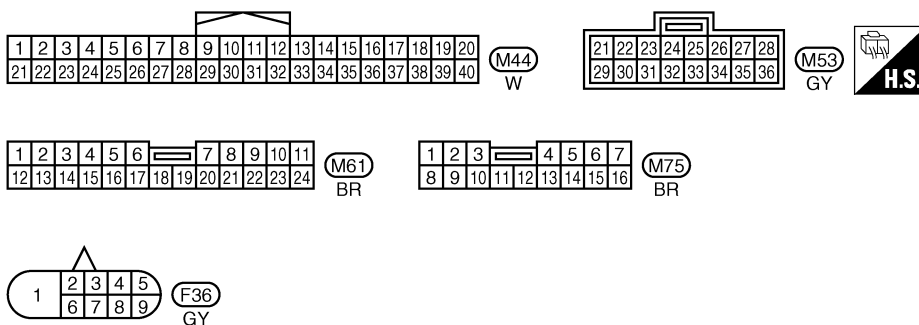 1 2 3 4 5 6 7 8 9 10 11 12 13 14 15 16 17 18 19 20
21 22 23 24 25 26 27 28 29 30 31 32 33 34 35 36 37 38 39 40
M44
W
21 22 23 24 25 26 27 28
29 30 31 32 33 34 35 36
M53
GY
H.S.
1 2 3 4 5 6 7 8 9 10 11
12 13 14 15 16 17 18 19 20 21 22 23 24
M61
BR
1 2 3 4 5 6 7
8 9 10 11 12 13 14 15 16
M75
BR
1
2 3 4 5
6 7 8 9
F36
GY